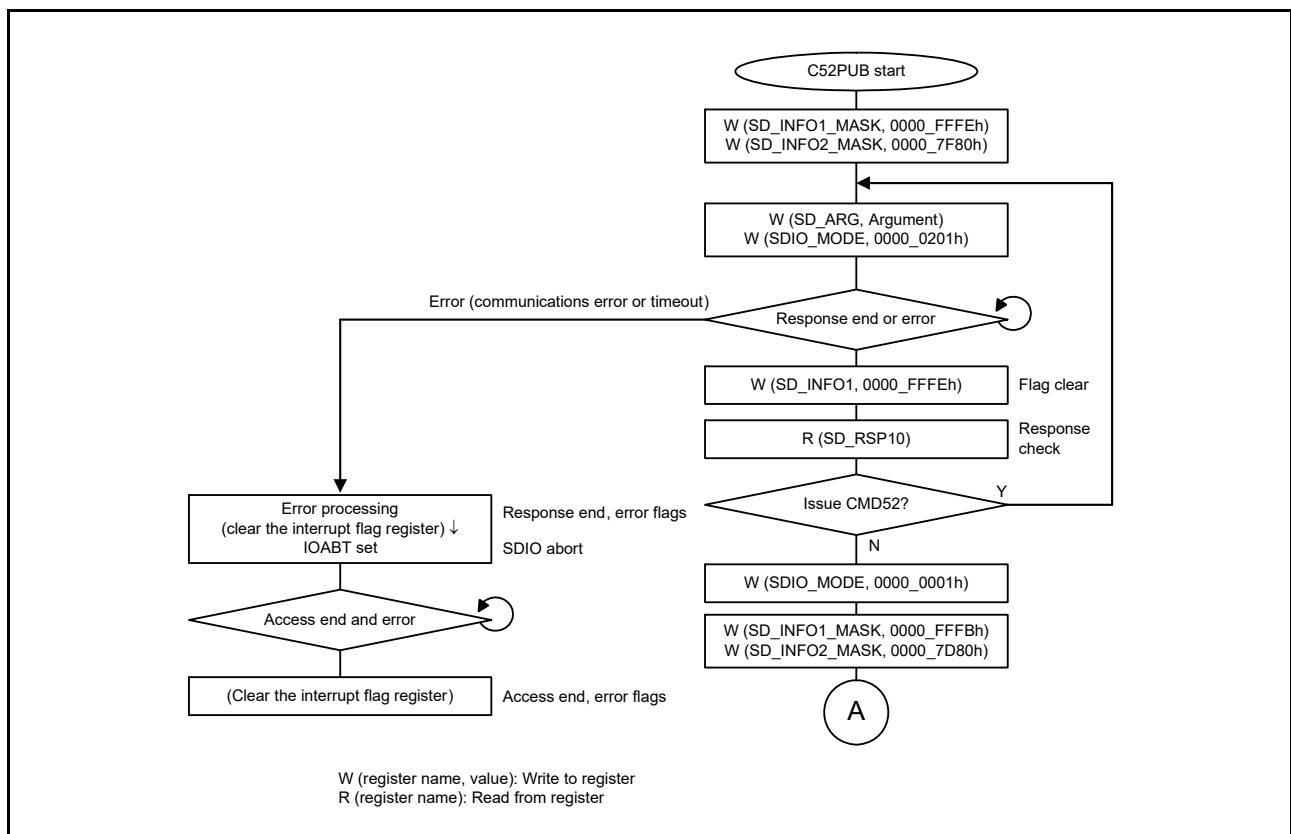 C52PUB start
W (SD_INFO1_MASK, 0000_FFFEh)
W (SD_INFO2_MASK, 0000_7F80h)
W (SD_ARG, Argument)
W (SDIO_MODE, 0000_0201h)
Error (communications error or timeout)
Response end or error
W (SD_INFO1, 0000_FFFEh)
Flag clear
R (SD_RSP10)
Response
check
Issue CMD52?
Y
N
Error processing
(clear the interrupt flag register) ↓
IOABT set
Response end, error flags
SDIO abort
W (SDIO_MODE, 0000_0001h)
Access end and error
W (SD_INFO1_MASK, 0000_FFFBh)
W (SD_INFO2_MASK, 0000_7D80h)
(Clear the interrupt flag register)
Access end, error flags
A
W (register name, value): Write to register
R (register name): Read from register